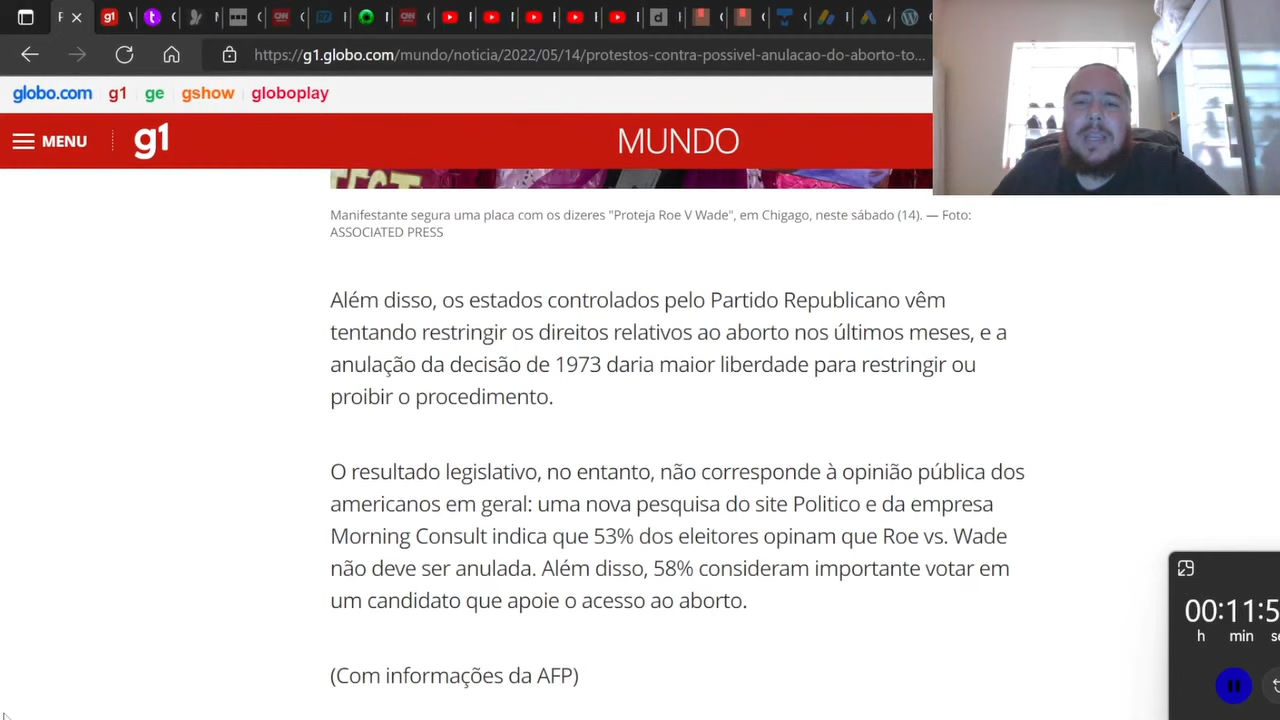 https://g1.globo.com/mundo/noticia/2022/05/14/protestos-contra-possivel-anulacao-do-aborto-to...
globo.com g1 ge gshow globoplay
MENU g1 MUNDO
Manifestante segura uma placa com os dizeres "Proteja Roe V Wade", em Chigago, neste sábado (14). — Foto:
ASSOCIATED PRESS
Além disso, os estados controlados pelo Partido Republicano vêm
tentando restringir os direitos relativos ao aborto nos últimos meses, e a
anulação da decisão de 1973 daria maior liberdade para restringir ou
proibir o procedimento.
O resultado legislativo, no entanto, não corresponde à opinião pública dos
americanos em geral: uma nova pesquisa do site Politico e da empresa
Morning Consult indica que 53% dos eleitores opinam que Roe vs. Wade
não deve ser anulada. Além disso, 58% consideram importante votar em
um candidato que apoie o acesso ao aborto.
(Com informações da AFP)
00:11:5
h min se